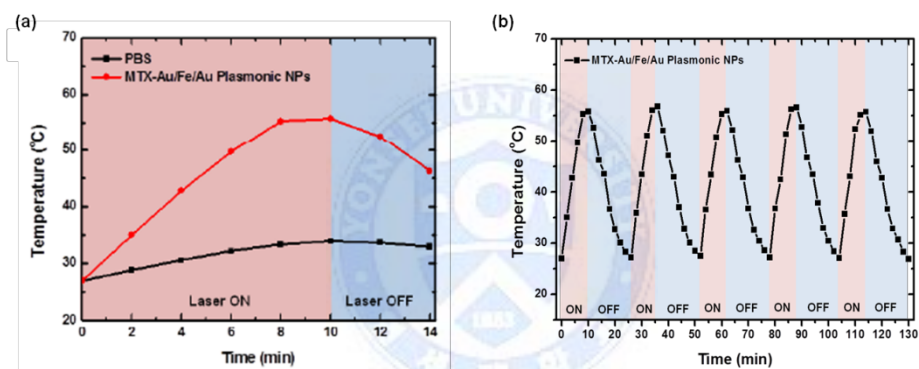 (a)
70
60
50
40
30
20
Temperature (°C)
PBS
MTX-Au/Fe/Au Plasmonic NPs
Laser ON
Laser OFF
0 2 4 6 8 10 12 14
Time (min)
(b)
70
60
50
40
30
20
Temperature (°C)
MTX-Au/Fe/Au Plasmonic NPs
ON OFF ON OFF ON OFF ON OFF ON OFF
0 10 20 30 40 50 60 70 80 90 100 110 120 130
Time (min)
YONSEI UNIVERSITY